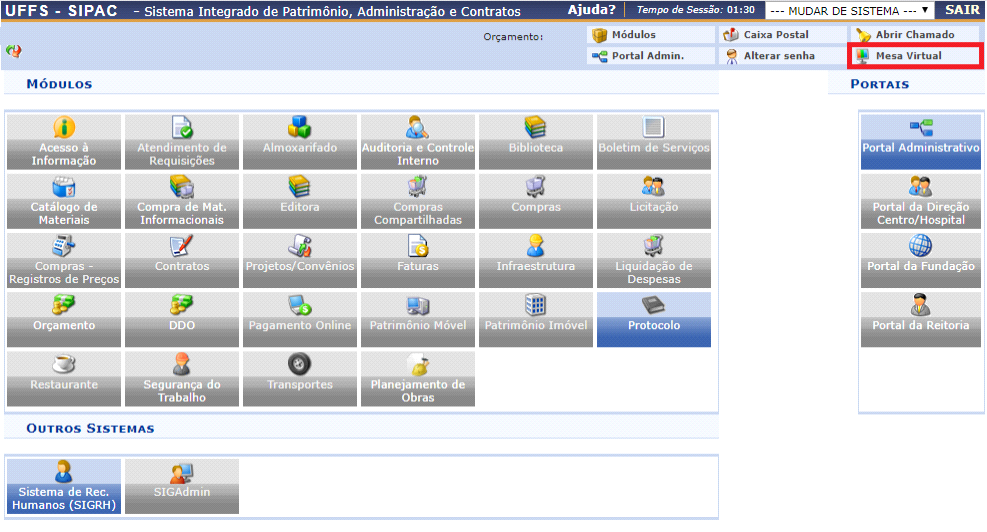 UFFS - SIPAC - Sistema Integrado de Patrimônio, Administração e Contratos Ajuda? Tempo de Sessão: 01:30 --- MUDAR DE SISTEMA --- SAIR
Orçamento: Módulos Caixa Postal Abrir Chamado
Portal Admin. Alterar senha Mesa Virtual
MÓDULOS
PORTAIS
Acesso à
Informação
Atendimento de
Requisições
Almoxarifado
Auditoria e Controle
Interno
Biblioteca
Boletim de Serviços
Catálogo de
Materiais
Compra de Mat.
Informacionais
Editora
Compras
Compartilhadas
Compras
Licitação
Compras -
Registros de Preços
Contratos
Projetos/Convênios
Faturas
Infraestrutura
Liquidação de
Despesas
Orçamento
DDO
Pagamento Online
Patrimônio Móvel
Patrimônio Imóvel
Protocolo
Restaurante
Segurança do
Trabalho
Transportes
Planejamento de
Obras
Portal Administrativo
Portal da Direção
Centro/Hospital
Portal da Fundação
Portal da Reitoria
OUTROS SISTEMAS
Sistema de Rec.
Humanos (SIGRH)
SIGAdmin